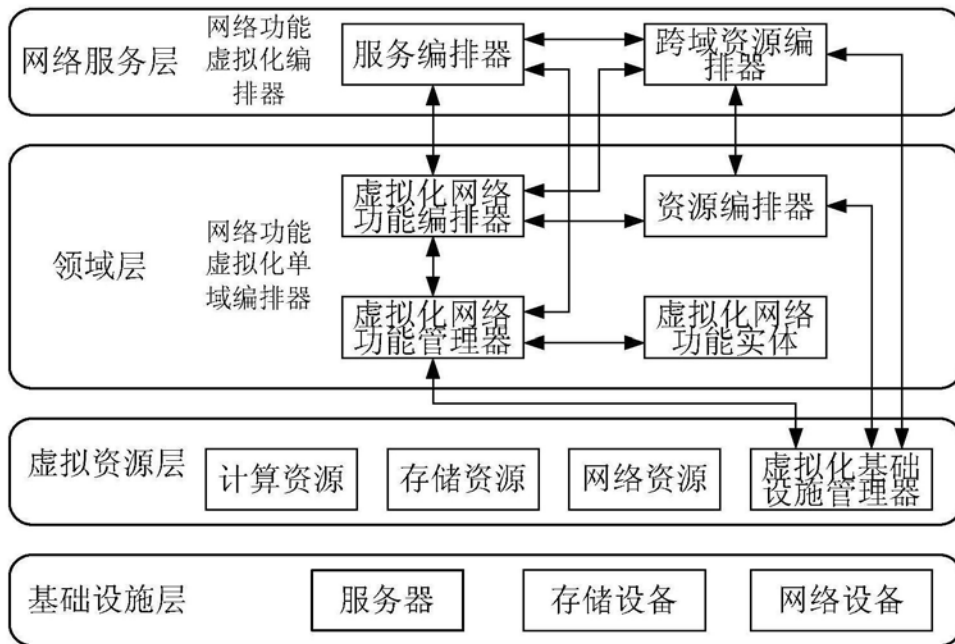 网络服务层
网络功能
虚拟化编
排器
服务编排器
跨域资源编
排器
领域层
网络功能
虚拟化单
域编排器
虚拟化网络
功能编排器
资源编排器
虚拟化网络
功能管理器
虚拟化网络
功能实体
虚拟资源层
计算资源
存储资源
网络资源
虚拟化基础
设施管理器
基础设施层
服务器
存储设备
网络设备